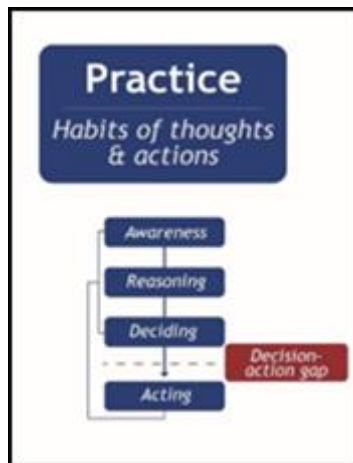 Practice
Habits of thoughts
& actions
Awareness
Reasoning
Deciding
Decision-
action gap
Acting